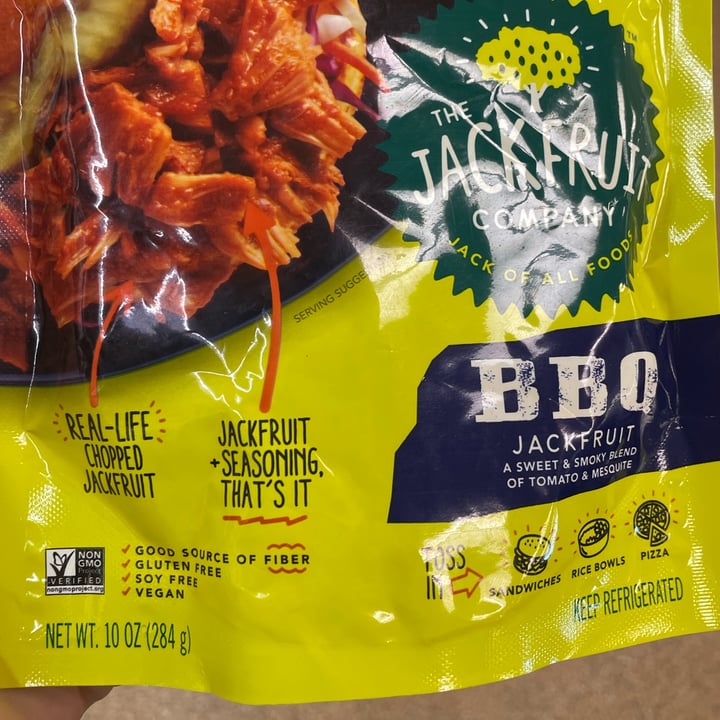 THE
JACKFRUIT
COMPANY
JACK OF ALL FOODS
TM
SERVING
BBQ
JACKFRUIT
A SWEET & SMOKY BLEND
OF TOMATO & MESQUITE
REAL-LIFE
CHOPPED
JACKFRUIT
JACKFRUIT
+SEASONING,
THAT'S IT
NON
GMO
Project
VERIFIED
nongmoproject.org
GOOD SOURCE OF FIBER
GLUTEN FREE
SOY FREE
VEGAN
TOSS
IN
SANDWICHES
RICE BOWLS
PIZZA
KEEP REFRIGERATED
NET WT. 10 OZ (284 g)